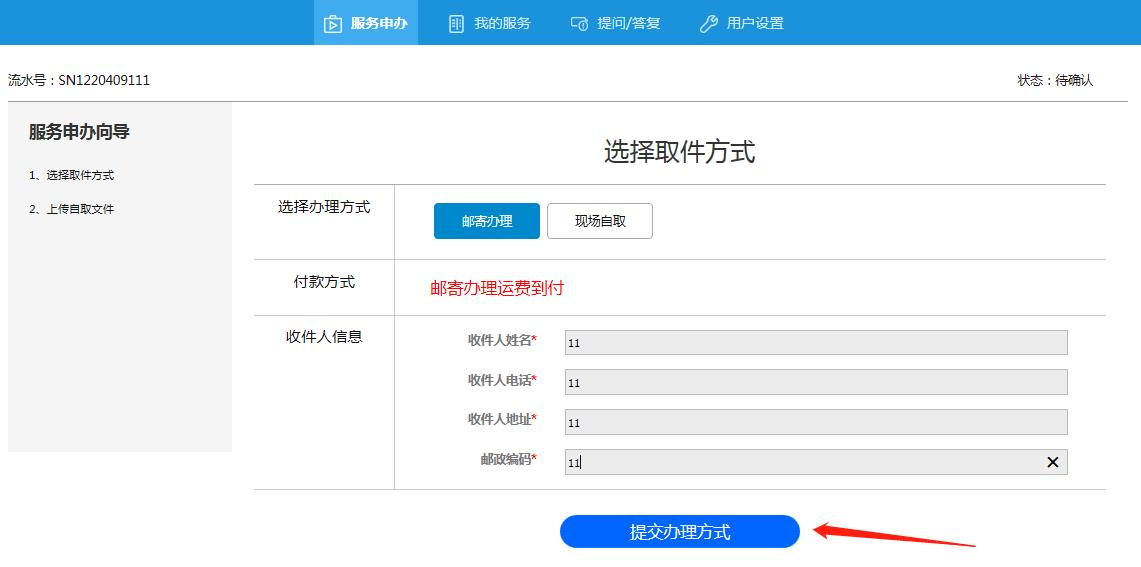 服务申办 我的服务 提问/答复 用户设置
流水号：SN1220409111 状态：待确认
服务申办向导
1、选择取件方式
2、上传自取文件
选择取件方式
选择办理方式 邮寄办理 现场自取
付款方式 邮寄办理运费到付
收件人信息
收件人姓名* 11
收件人电话* 11
收件人地址* 11
邮政编码* 11
提交办理方式